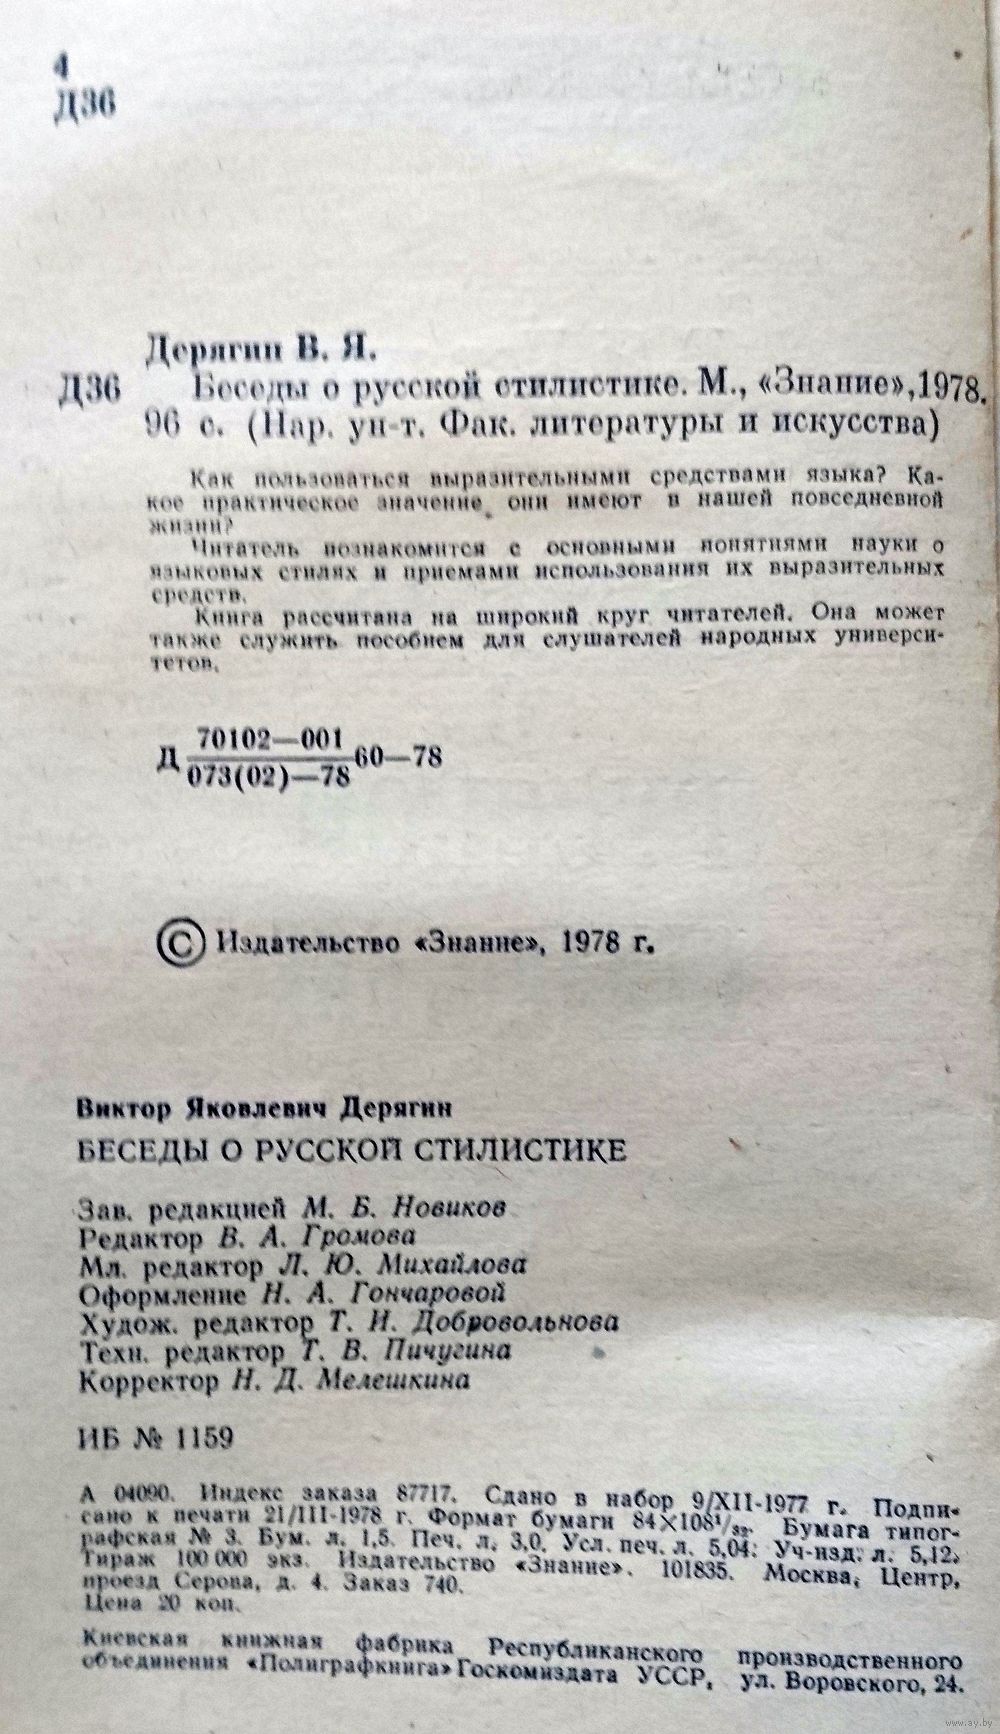 4
Д36
Дерягин В. Я.
Д36 Беседы о русской стилистике. М., «Знание», 1978.
96 с. (Нар. ун-т. Фак. литературы и искусства)
Как пользоваться выразительными средствами языка? Ка-
кое практическое значение они имеют в нашей повседневной
жизни?
Читатель познакомится с основными понятиями науки о
языковых стилях и приемами использования их выразительных
средств.
Книга рассчитана на широкий круг читателей. Она может
также служить пособием для слушателей народных универси-
тетов.
70102—001
Д 60—78
073(02)—78
© Издательство «Знание», 1978 г.
Виктор Яковлевич Дерягин
БЕСЕДЫ О РУССКОЙ СТИЛИСТИКЕ
Зав. редакцией М. Б. Новиков
Редактор В. А. Громова
Мл. редактор Л. Ю. Михайлова
Оформление Н. А. Гончаровой
Худож. редактор Т. И. Добровольнова
Техн. редактор Т. В. Пичугина
Корректор Н. Д. Мелешкина
ИБ № 1159
А 04090. Индекс заказа 87717. Сдано в набор 9/XII-1977 г. Подпи-
сано к печати 21/III-1978 г. Формат бумаги 84×108¹/₃₂. Бумага типог-
рафская № 3. Бум. л. 1,5. Печ. л. 3,0. Усл. печ. л. 5,04. Уч-изд. л. 5,12.
Тираж 100 000 экз. Издательство «Знание». 101835. Москва, Центр,
проезд Серова, д. 4. Заказ 740.
Цена 20 коп.
Киевская книжная фабрика Республиканского производственного
объединения «Полиграфкнига» Госкомиздата УССР, ул. Воровского, 24.
www.ay.by